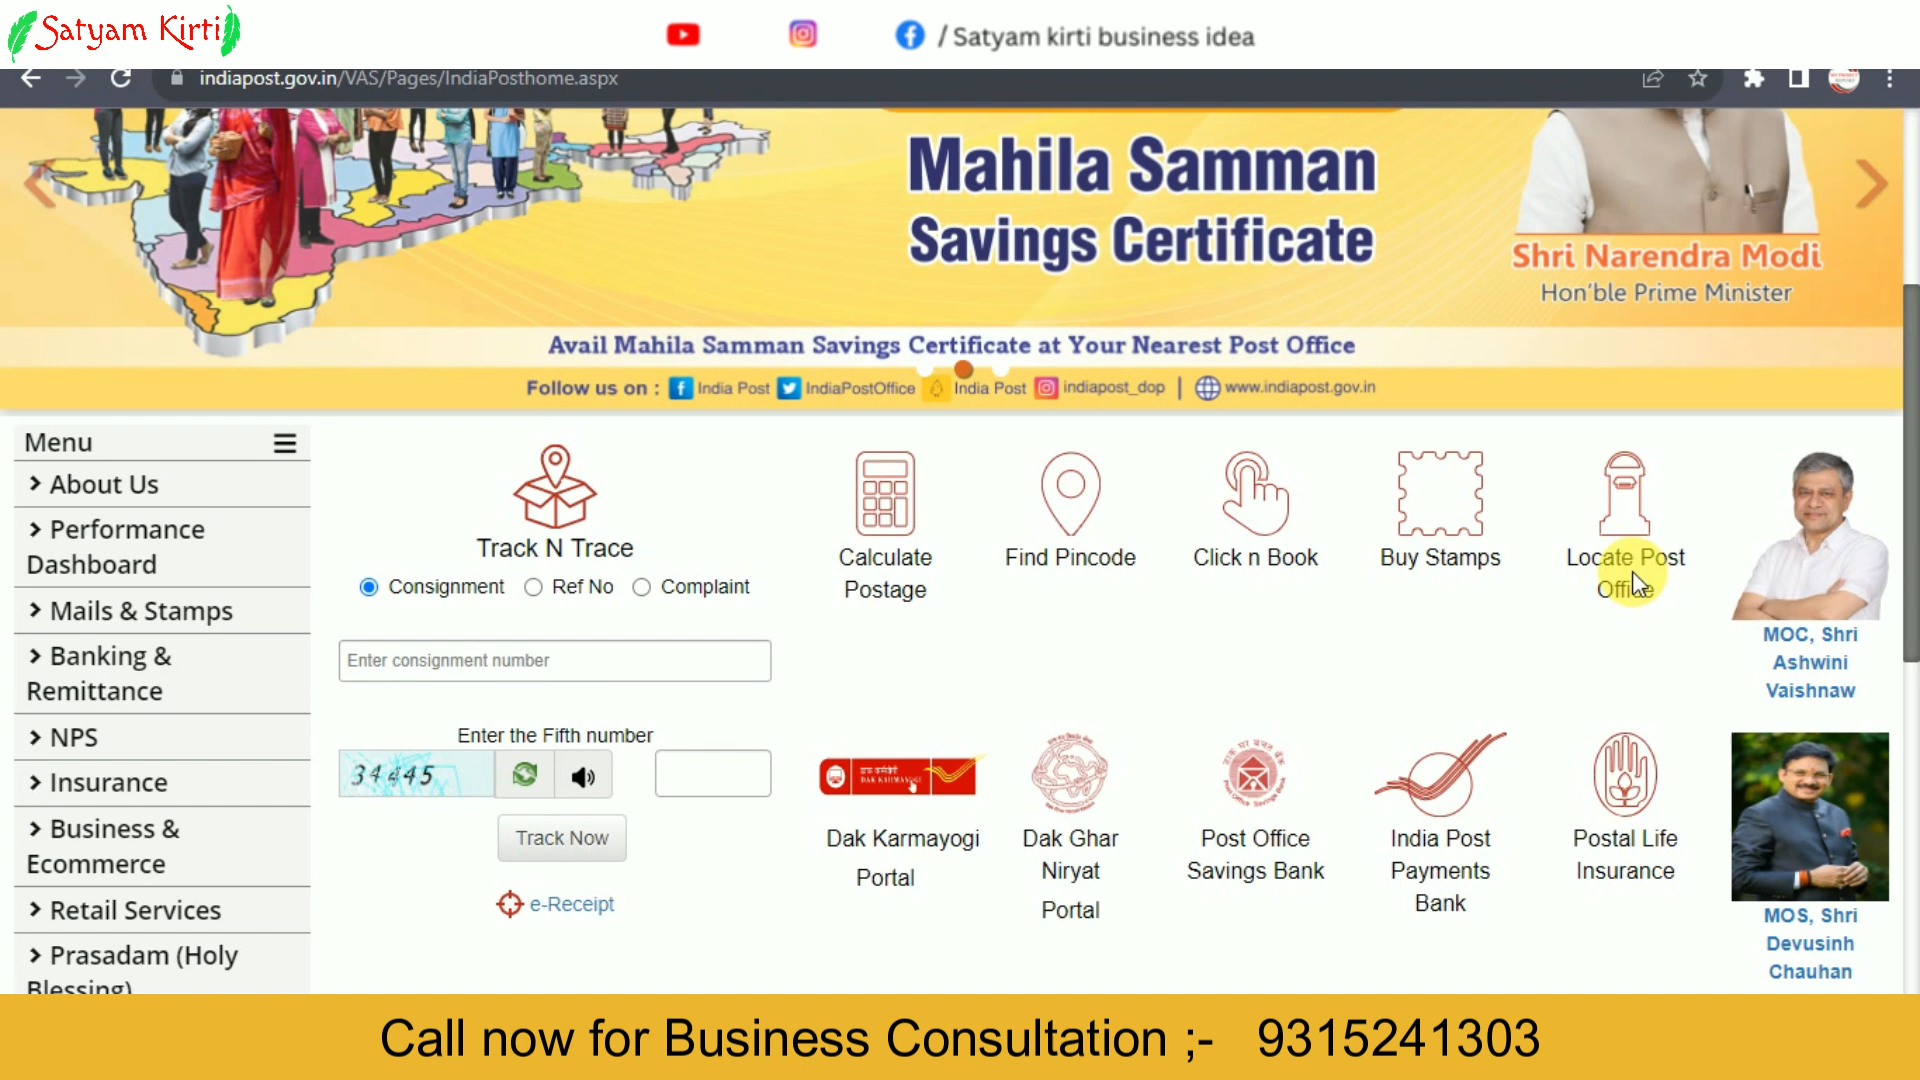 Satyam Kirti
/ Satyam kirti business idea
indiapost.gov.in/VAS/Pages/IndiaPosthome.aspx
Mahila Samman
Savings Certificate
Shri Narendra Modi
Hon'ble Prime Minister
Avail Mahila Samman Savings Certificate at Your Nearest Post Office
Follow us on : India Post IndiaPostOffice India Post indiapost_dop | www.indiapost.gov.in
Menu
About Us
Performance
Dashboard
Mails & Stamps
Banking &
Remittance
NPS
Insurance
Business &
Ecommerce
Retail Services
Prasadam (Holy
Blessing)
Track N Trace
Consignment Ref No Complaint
Enter consignment number
Enter the Fifth number
34445
Track Now
e-Receipt
Calculate
Postage
Find Pincode
Click n Book
Buy Stamps
Locate Post
Office
Dak Karmayogi
Portal
Dak Ghar
Niryat
Portal
Post Office
Savings Bank
India Post
Payments
Bank
Postal Life
Insurance
MOC, Shri
Ashwini
Vaishnaw
MOS, Shri
Devusinh
Chauhan
Call now for Business Consultation ;- 9315241303